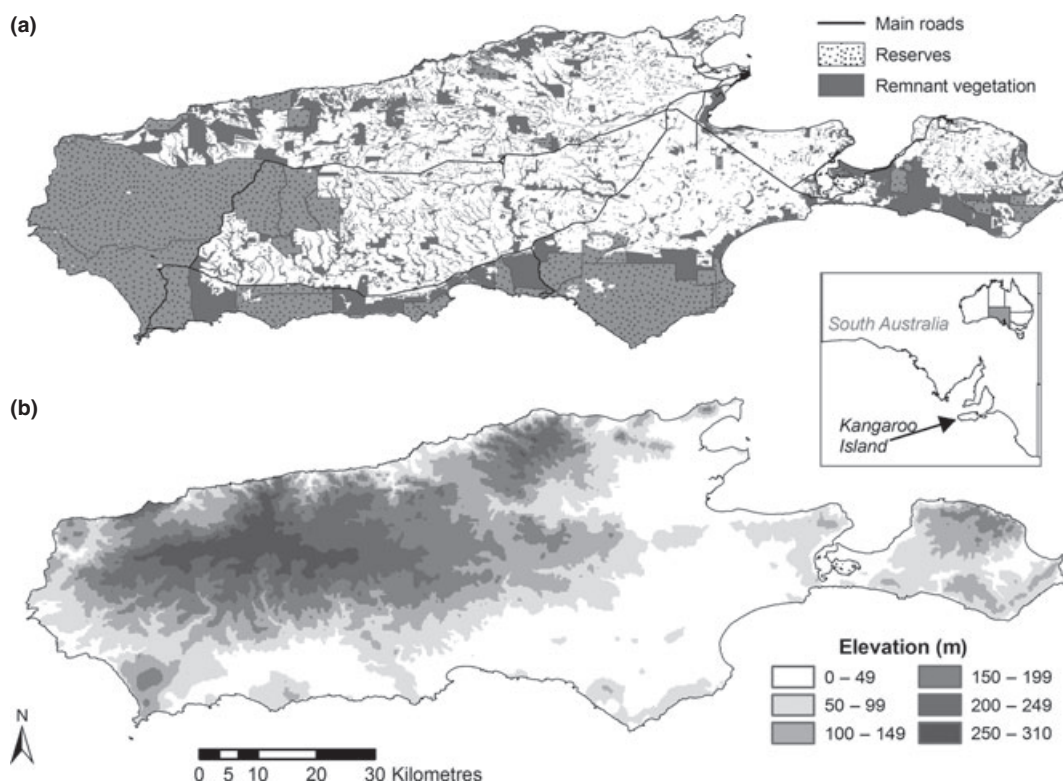 (a)
Main roads
Reserves
Remnant vegetation
South Australia
Kangaroo
Island
(b)
Elevation (m)
0 – 49
50 – 99
100 – 149
150 – 199
200 – 249
250 – 310
N
0 5 10 20 30 Kilometres